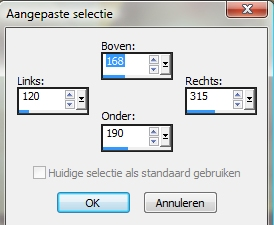 Aangepaste selectie
Boven:
168
Links:
120
Rechts:
315
Onder:
190
Huidige selectie als standaard gebruiken
OK
Annuleren